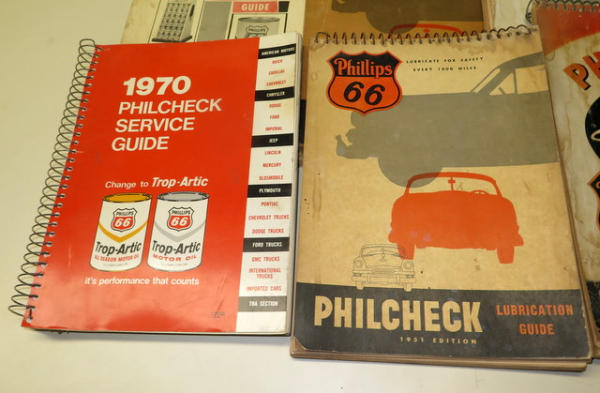 GUIDE
1970
PHILCHECK
SERVICE
GUIDE
Change to Trop-Artic
PHILLIPS
66
Trop-Artic
ALL SEASON MOTOR OIL
PHILLIPS
66
Trop-Artic
MOTOR OIL
it's performance that counts
AMERICAN MOTORS
BUICK
CADILLAC
CHEVROLET
CHRYSLER
DODGE
FORD
IMPERIAL
JEEP
LINCOLN
MERCURY
OLDSMOBILE
PLYMOUTH
PONTIAC
CHEVROLET TRUCKS
DODGE TRUCKS
FORD TRUCKS
GMC TRUCKS
INTERNATIONAL
TRUCKS
IMPORTED CARS
TBA SECTION
Phillips
66
LUBRICATE FOR SAFETY
EVERY 1000 MILES
PHILCHECK
LUBRICATION
GUIDE
1951 EDITION